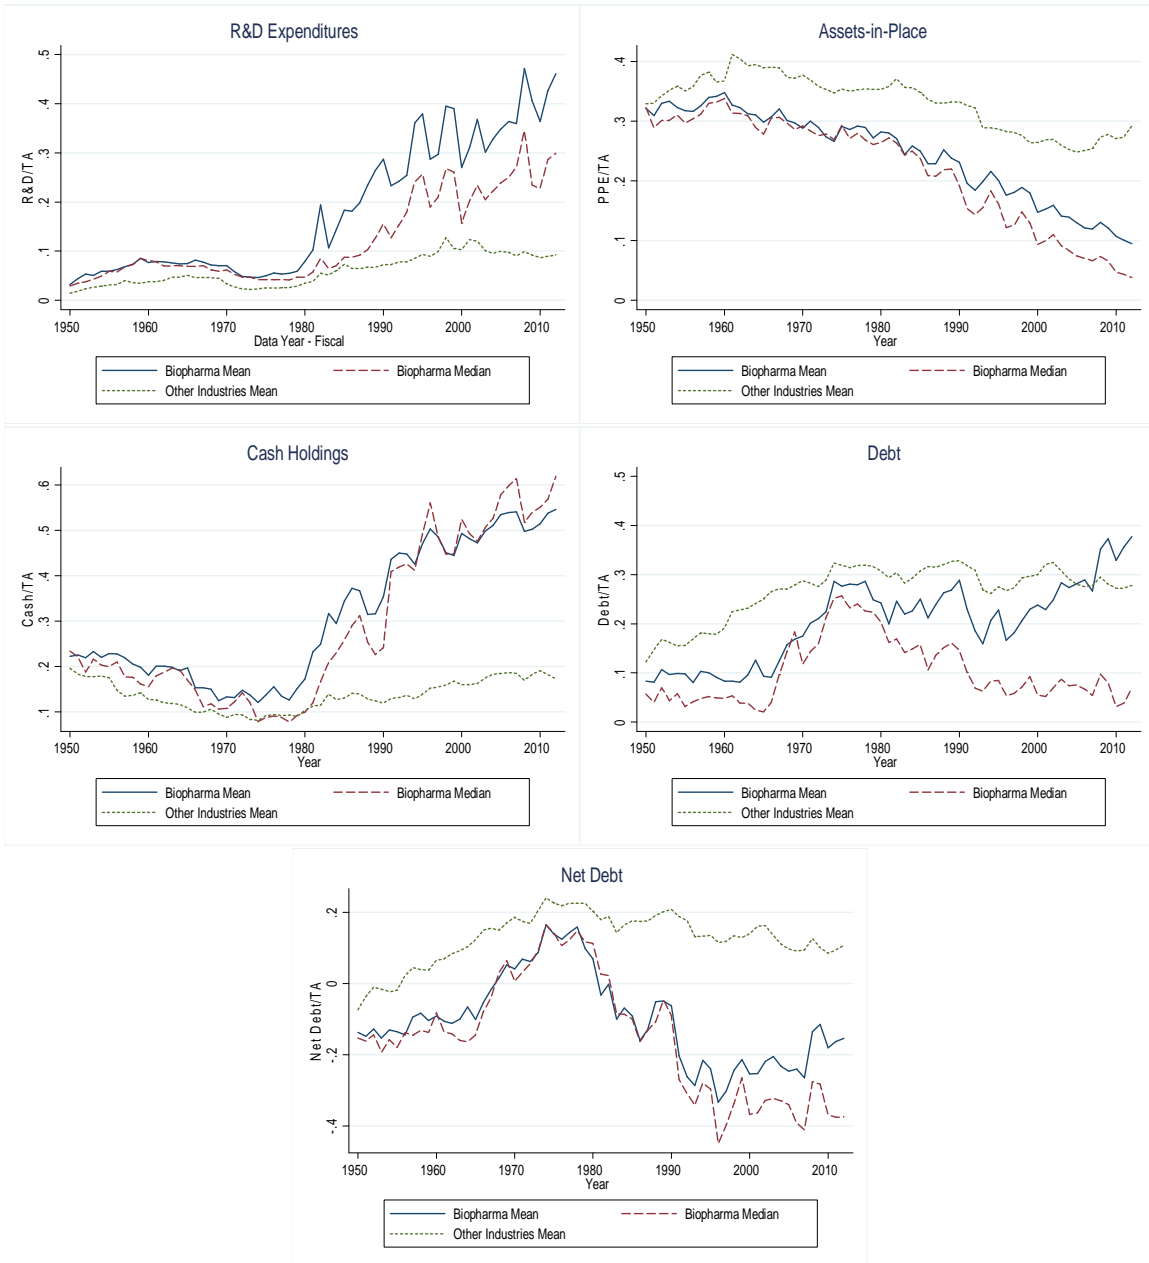 R&D Expenditures
R&D/TA
.5
.4
.3
.2
.1
0
1950 1960 1970 1980 1990 2000 2010
Data Year - Fiscal
Biopharma Mean Biopharma Median
Other Industries Mean
Assets-in-Place
PPE/TA
.4
.3
.2
.1
0
1950 1960 1970 1980 1990 2000 2010
Year
Biopharma Mean Biopharma Median
Other Industries Mean
Cash Holdings
Cash/TA
.6
.5
.4
.3
.2
.1
1950 1960 1970 1980 1990 2000 2010
Year
Biopharma Mean Biopharma Median
Other Industries Mean
Debt
Debt/TA
.5
.4
.3
.2
.1
0
1950 1960 1970 1980 1990 2000 2010
Year
Biopharma Mean Biopharma Median
Other Industries Mean
Net Debt
Net Debt/TA
.2
0
-.2
-.4
1950 1960 1970 1980 1990 2000 2010
Year
Biopharma Mean Biopharma Median
Other Industries Mean